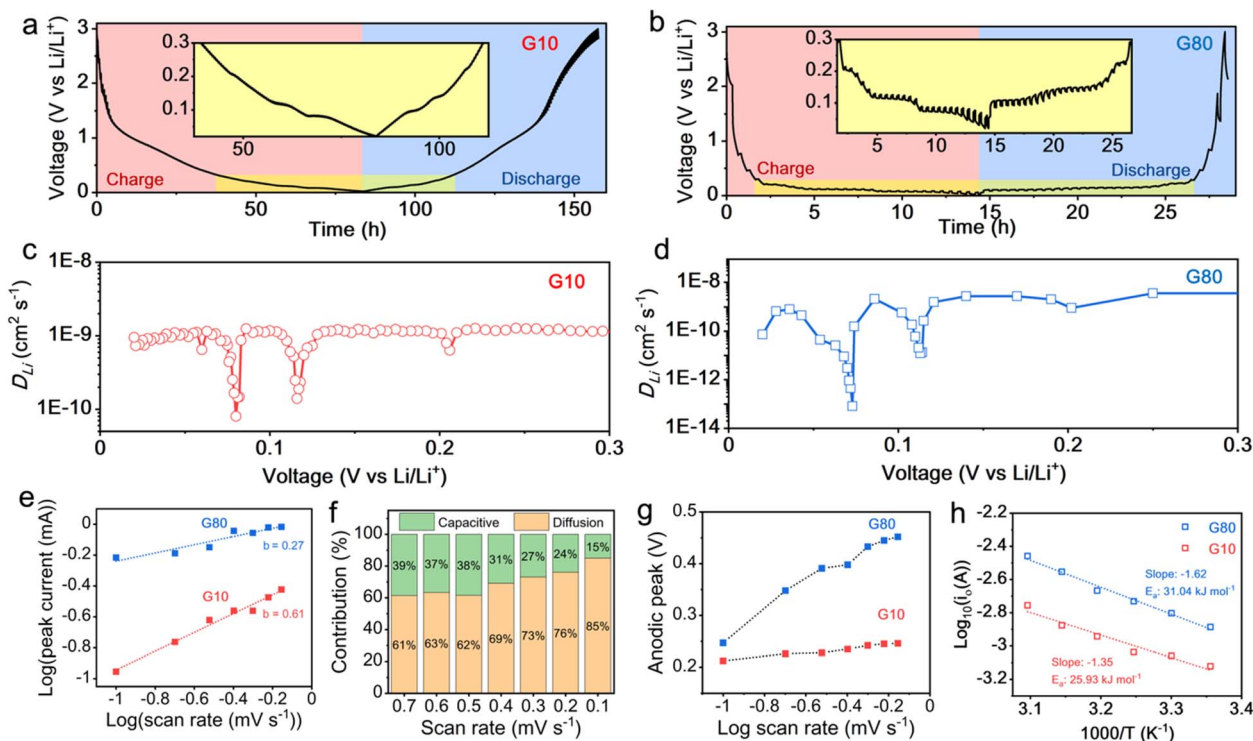 a
G10
Voltage (V vs Li/Li⁺)
3
2
1
0
0.3
0.2
0.1
50
100
Charge
Discharge
0
50
100
150
Time (h)
b
G80
Voltage (V vs Li/Li⁺)
3
2
1
0
0.3
0.2
0.1
5
10
15
20
25
Charge
Discharge
0
5
10
15
20
25
Time (h)
c
G10
D_Li (cm² s⁻¹)
1E-8
1E-9
1E-10
0
0.1
0.2
0.3
Voltage (V vs Li/Li⁺)
d
G80
D_Li (cm² s⁻¹)
1E-8
1E-10
1E-12
1E-14
0
0.1
0.2
0.3
Voltage (V vs Li/Li⁺)
e
Log(peak current (mA))
0
-0.2
-0.4
-0.6
-0.8
-1
G80
b = 0.27
G10
b = 0.61
-1
-0.8
-0.6
-0.4
-0.2
0
Log(scan rate (mV s⁻¹))
f
Capacitive
Diffusion
Contribution (%)
100
80
60
40
20
0
39%
37%
38%
31%
27%
24%
15%
61%
63%
62%
69%
73%
76%
85%
0.7
0.6
0.5
0.4
0.3
0.2
0.1
Scan rate (mV s⁻¹)
g
Anodic peak (V)
0.5
0.4
0.3
0.2
G80
G10
-1
-0.8
-0.6
-0.4
-0.2
0
Log scan rate (mV s⁻¹)
h
Log₁₀(i₀(A))
-2.2
-2.4
-2.6
-2.8
-3.0
-3.2
G80
G10
Slope: -1.62
Eₐ: 31.04 kJ mol⁻¹
Slope: -1.35
Eₐ: 25.93 kJ mol⁻¹
3.1
3.2
3.3
3.4
1000/T (K⁻¹)